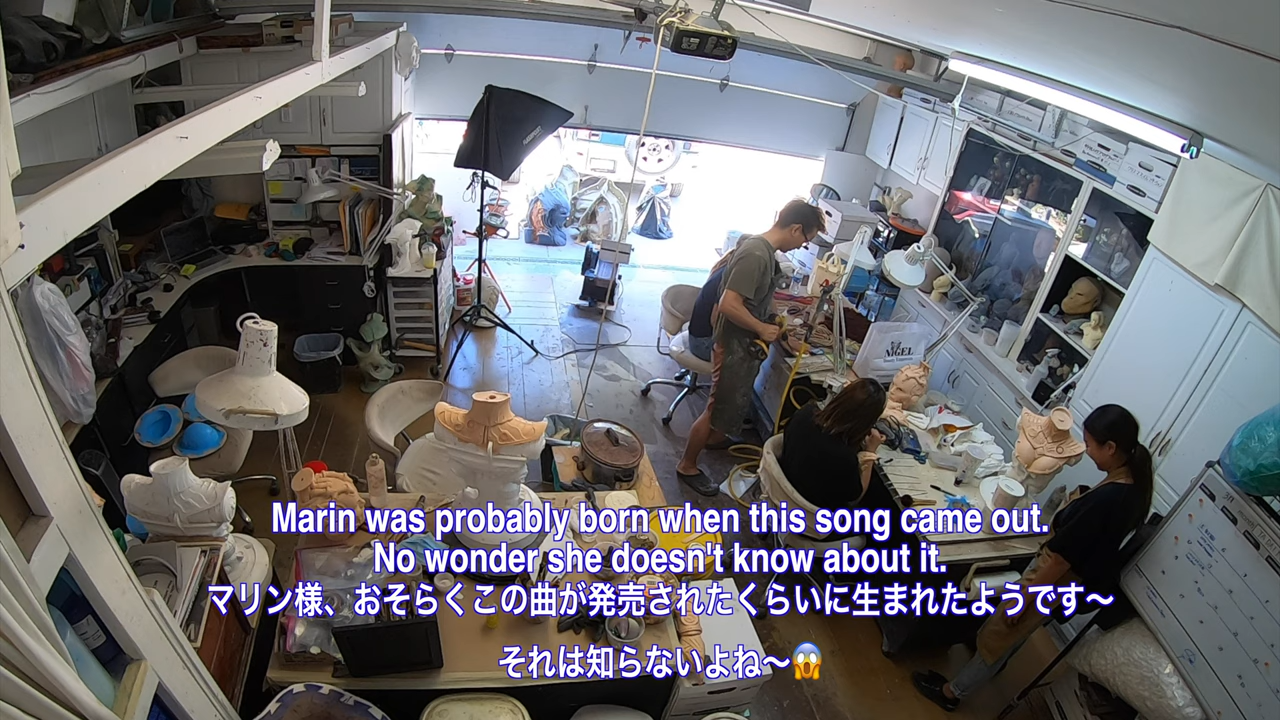 NIGEL
Marin was probably born when this song came out.
No wonder she doesn't know about it.
マリン様、おそらくこの曲が発売されたくらいに生まれたようです〜
それは知らないよね〜😱